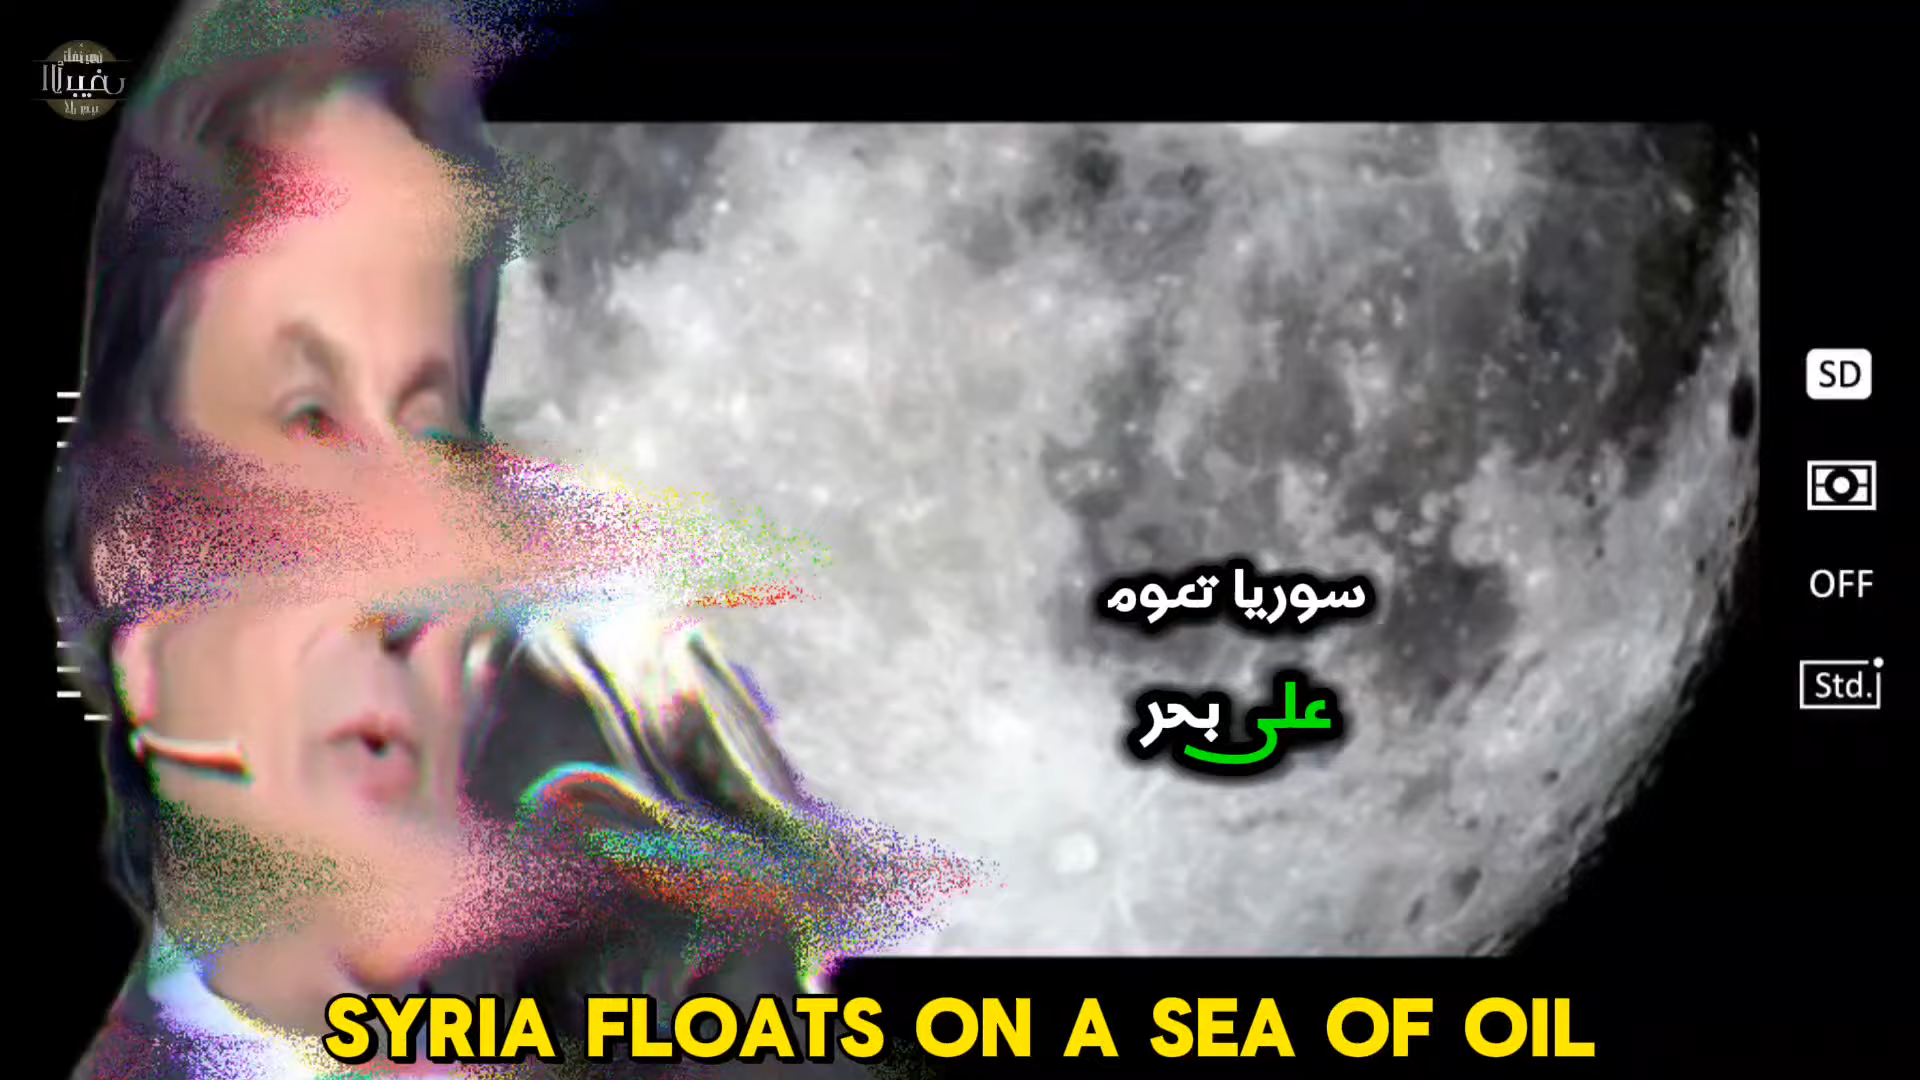 SD
OFF
Std.
سوريا تعوم
على بحر
SYRIA FLOATS ON A SEA OF OIL